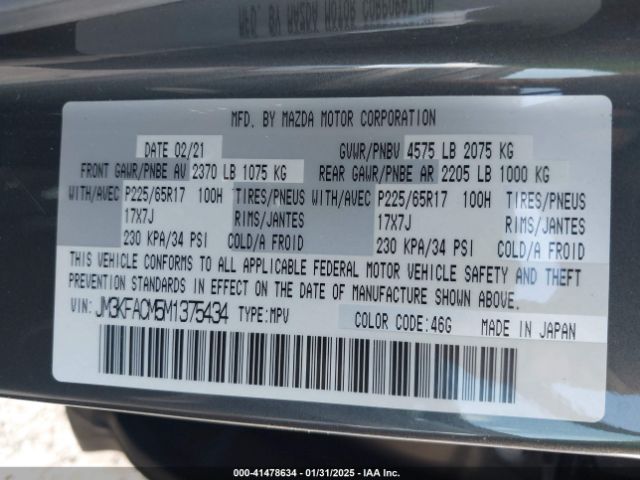 MFD. BY MAZDA MOTOR CORPORATION
MFD. BY MAZDA MOTOR CORPORATION
DATE 02/21 GVWR/PNBV 4575 LB 2075 KG
FRONT GAWR/PNBE AV 2370 LB 1075 KG REAR GAWR/PNBE AR 2205 LB 1000 KG
WITH/AVEC P225/65R17 100H TIRES/PNEUS WITH/AVEC P225/65R17 100H TIRES/PNEUS
17X7J RIMS/JANTES 17X7J RIMS/JANTES
230 KPA/34 PSI COLD/A FROID 230 KPA/34 PSI COLD/A FROID
THIS VEHICLE CONFORMS TO ALL APPLICABLE FEDERAL MOTOR VEHICLE SAFETY AND THEFT
PREVENTION STANDARDS IN EFFECT ON THE DATE OF MANUFACTURE SHOWN ABOVE.
VIN: JM3KFACM5M1375434 TYPE:MPV COLOR CODE:46G MADE IN JAPAN
000-41478634 - 01/31/2025 - IAA Inc.